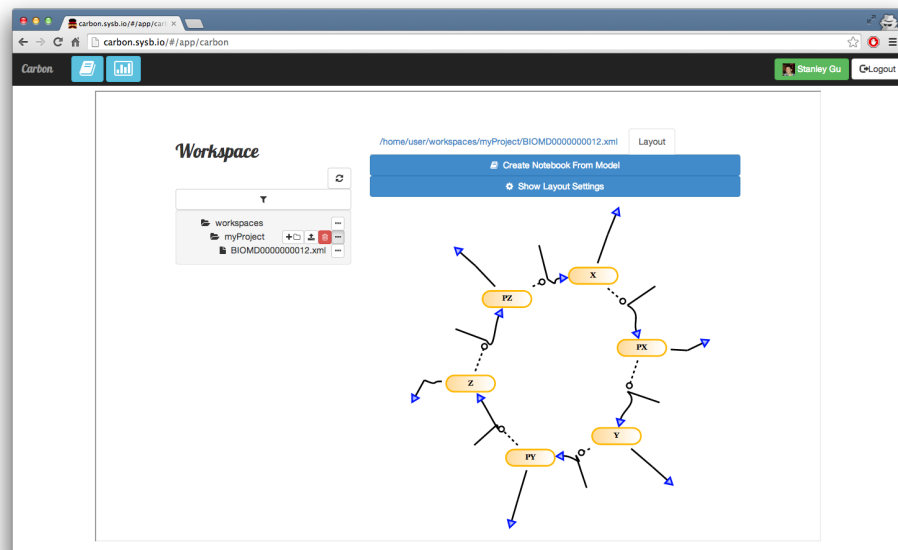 carbon.sysb.io/#/app/carb
carbon.sysb.io/#/app/carbon
Carbon
Stanley Gu
Logout
Workspace
/home/user/workspaces/myProject/BIOMD0000000012.xml
Layout
Create Notebook From Model
Show Layout Settings
workspaces
myProject
BIOMD0000000012.xml
X
PZ
PX
Z
Y
PY